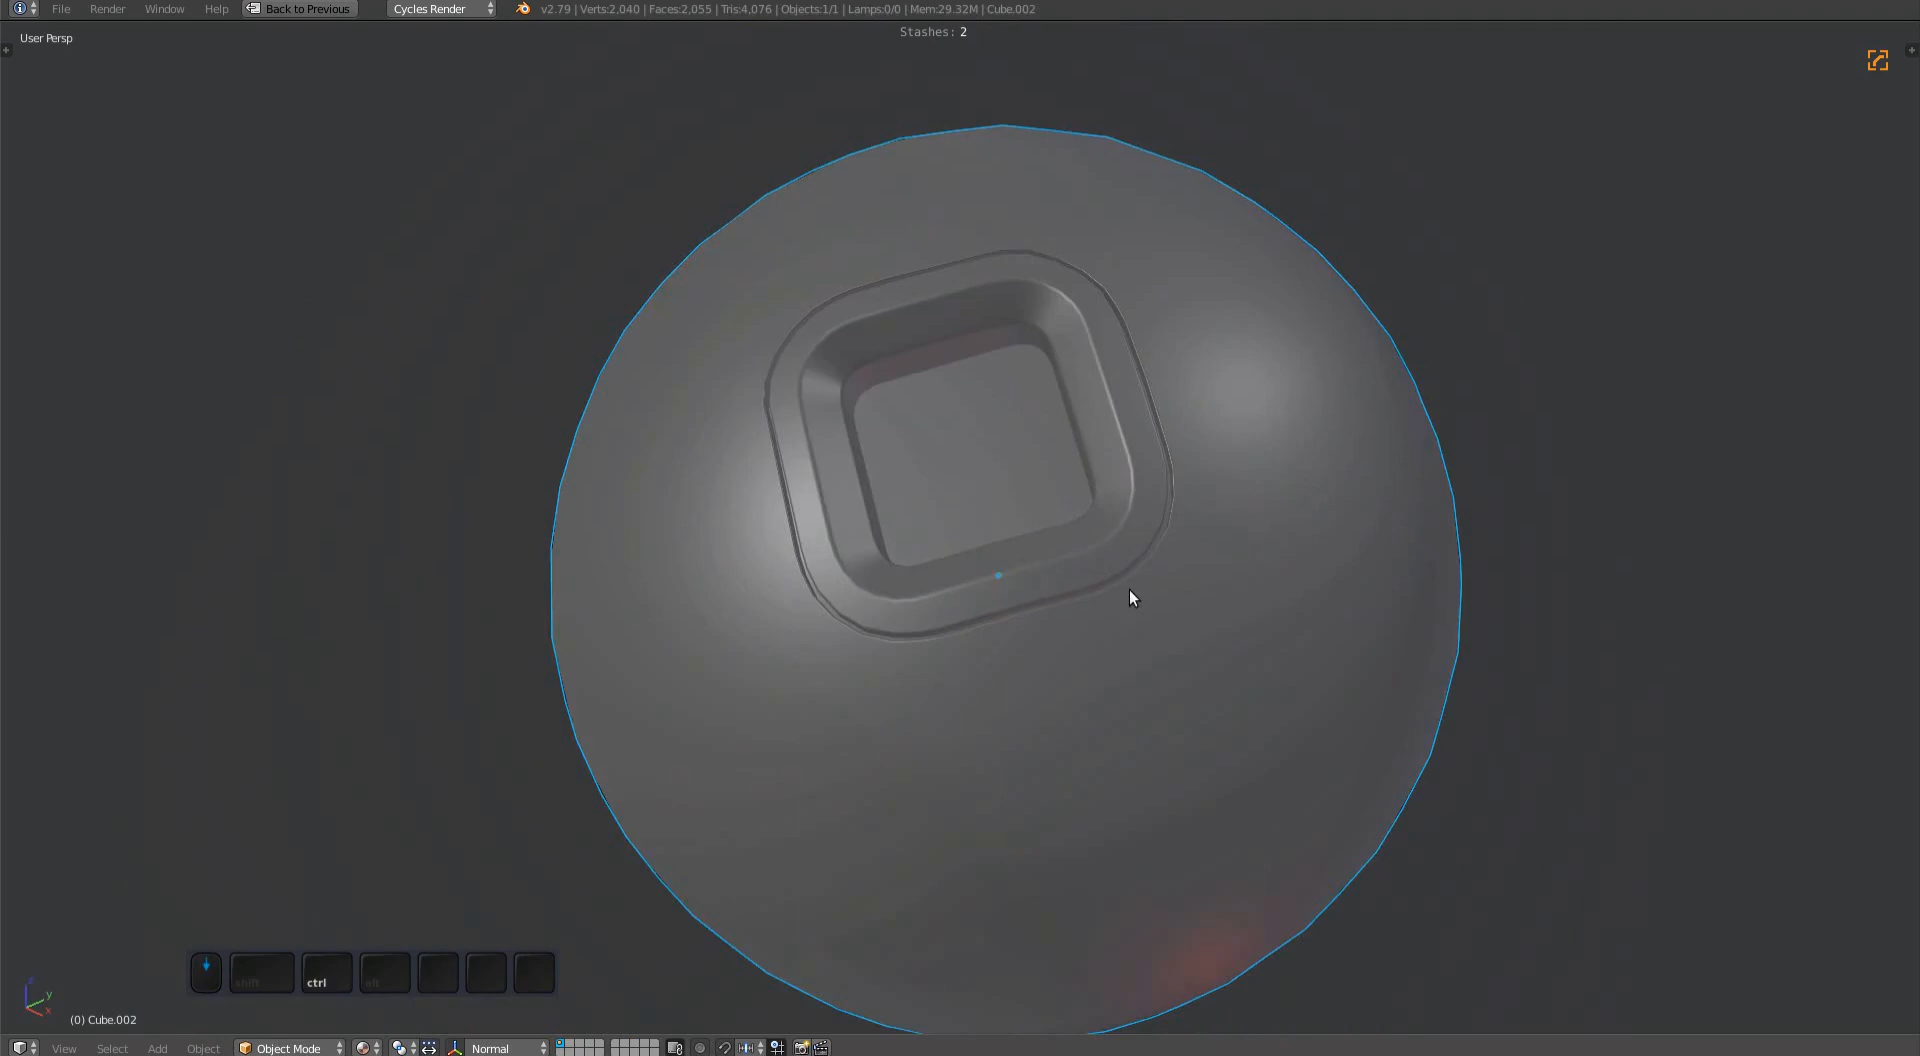 File Render Window Help Back to Previous Cycles Render v2.79 | Verts:2,040 | Faces:2,055 | Tris:4,076 | Objects:1/1 | Lamps:0/0 | Mem:29.32M | Cube.002
Stashes: 2
User Persp
shift ctrl alt
z
y
x
(0) Cube.002
View Select Add Object Object Mode Normal